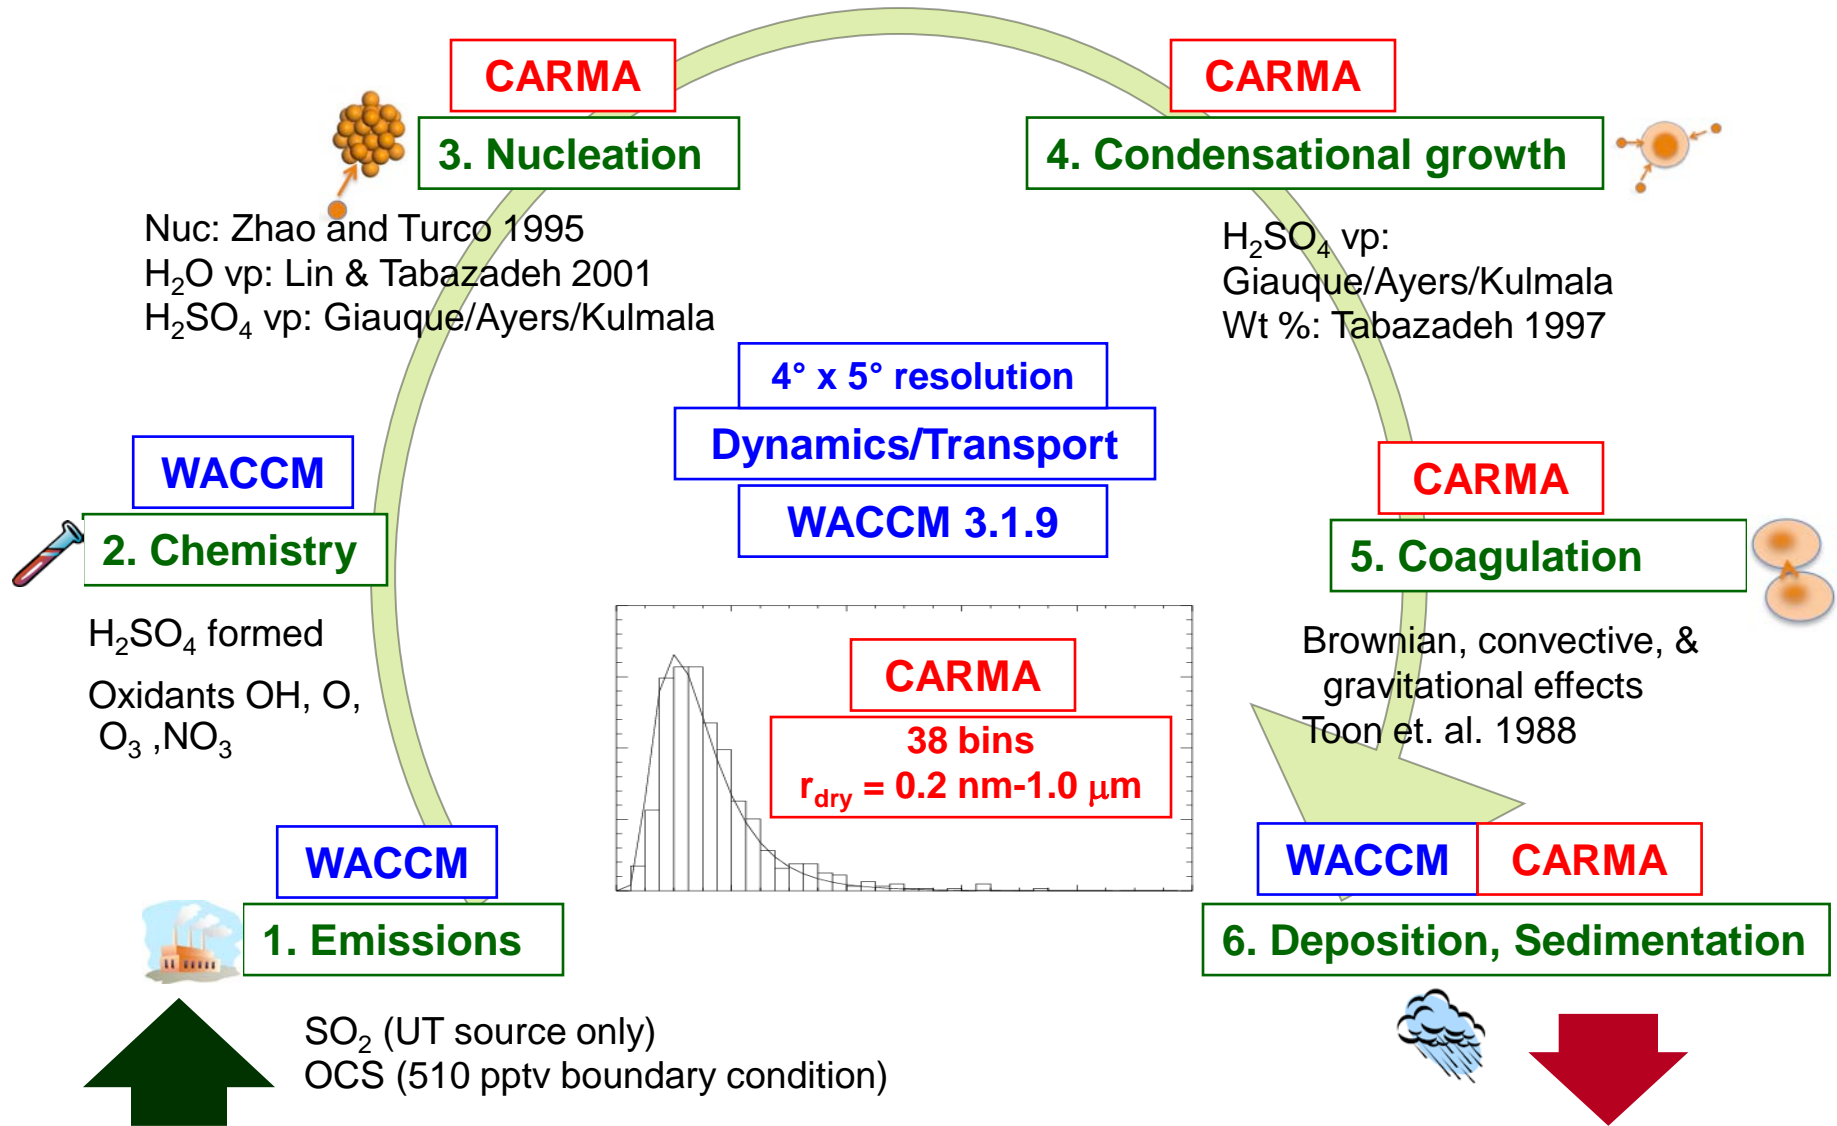 CARMA
3. Nucleation
Nuc: Zhao and Turco 1995
H₂O vp: Lin & Tabazadeh 2001
H₂SO₄ vp: Giauque/Ayers/Kulmala
CARMA
4. Condensational growth
H₂SO₄ vp:
Giauque/Ayers/Kulmala
Wt %: Tabazadeh 1997
4° x 5° resolution
Dynamics/Transport
WACCM 3.1.9
WACCM
2. Chemistry
H₂SO₄ formed
Oxidants OH, O,
O₃ ,NO₃
CARMA
5. Coagulation
Brownian, convective, &
gravitational effects
Toon et. al. 1988
CARMA
38 bins
r_dry = 0.2 nm-1.0 μm
WACCM
1. Emissions
SO₂ (UT source only)
OCS (510 pptv boundary condition)
WACCM CARMA
6. Deposition, Sedimentation